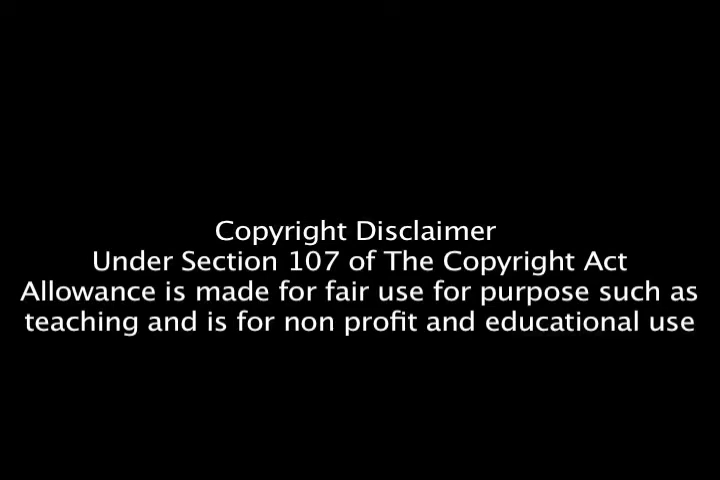 Copyright Disclaimer
Under Section 107 of The Copyright Act
Allowance is made for fair use for purpose such as
teaching and is for non profit and educational use